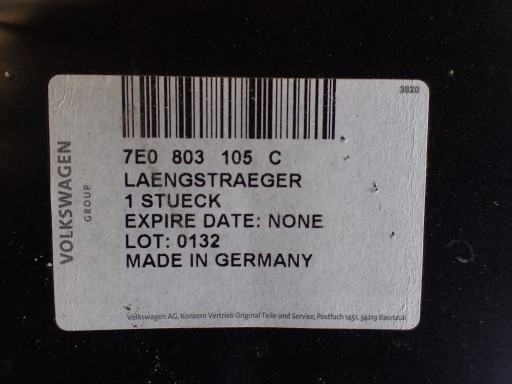 3820
7E0 803 105 C
LAENGSTRAEGER
1 STUECK
EXPIRE DATE: NONE
LOT: 0132
MADE IN GERMANY
VOLKSWAGEN
GROUP
Volkswagen AG, Konzern Vertrieb Original Teile und Service, Postfach 1451, 34219 Baunatal